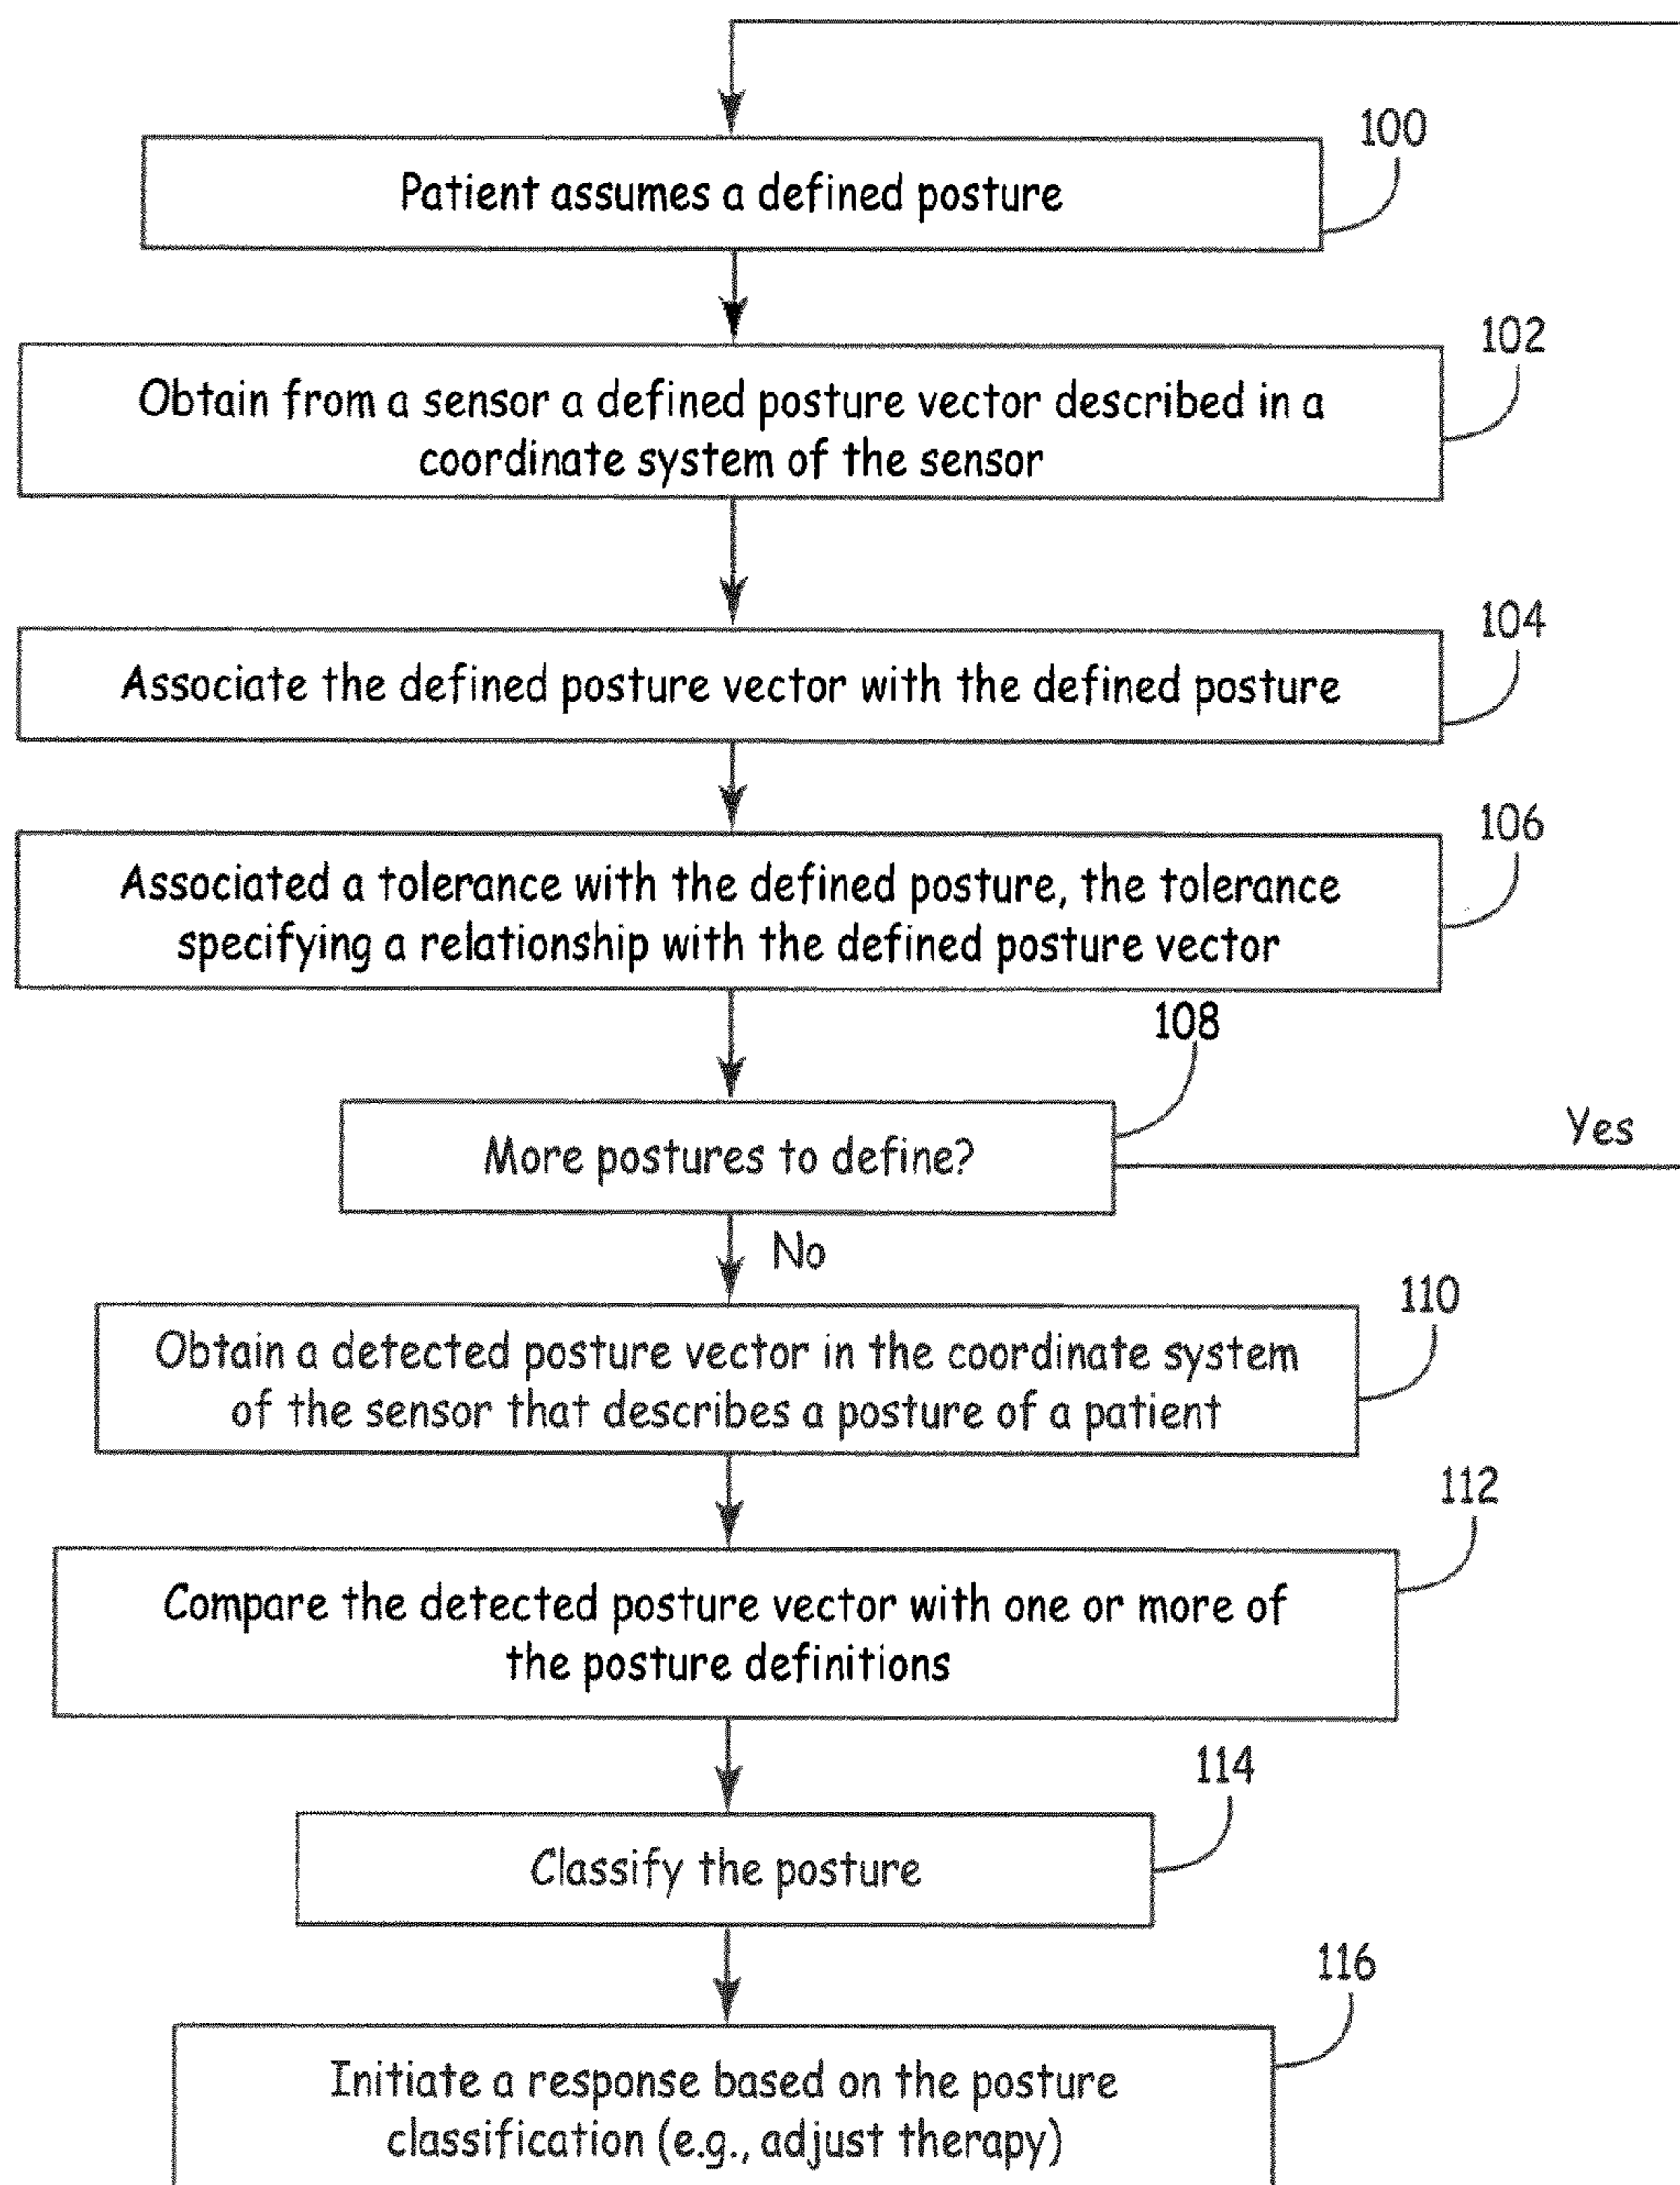 100
Patient assumes a defined posture
102
Obtain from a sensor a defined posture vector described in a
coordinate system of the sensor
104
Associate the defined posture vector with the defined posture
106
Associated a tolerance with the defined posture, the tolerance
specifying a relationship with the defined posture vector
108
More postures to define?
Yes
No
110
Obtain a detected posture vector in the coordinate system
of the sensor that describes a posture of a patient
112
Compare the detected posture vector with one or more of
the posture definitions
114
Classify the posture
116
Initiate a response based on the posture
classification (e.g., adjust therapy)